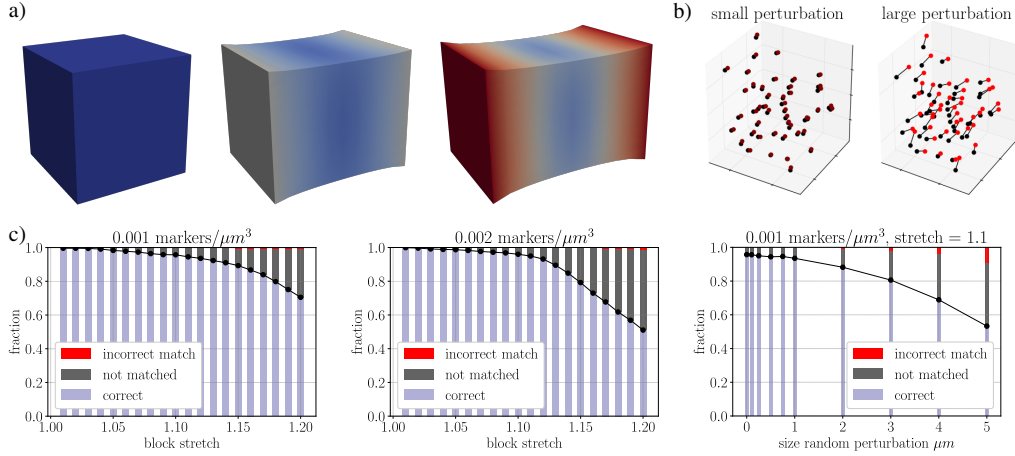 a)
b)
small perturbation
large perturbation
c)
0.001 markers/μm³
fraction
1.0
0.8
0.6
0.4
0.2
0.0
incorrect match
not matched
correct
1.00
1.05
1.10
1.15
1.20
block stretch
0.002 markers/μm³
fraction
1.0
0.8
0.6
0.4
0.2
0.0
incorrect match
not matched
correct
1.00
1.05
1.10
1.15
1.20
block stretch
0.001 markers/μm³, stretch = 1.1
fraction
1.0
0.8
0.6
0.4
0.2
0.0
incorrect match
not matched
correct
0
1
2
3
4
5
size random perturbation μm